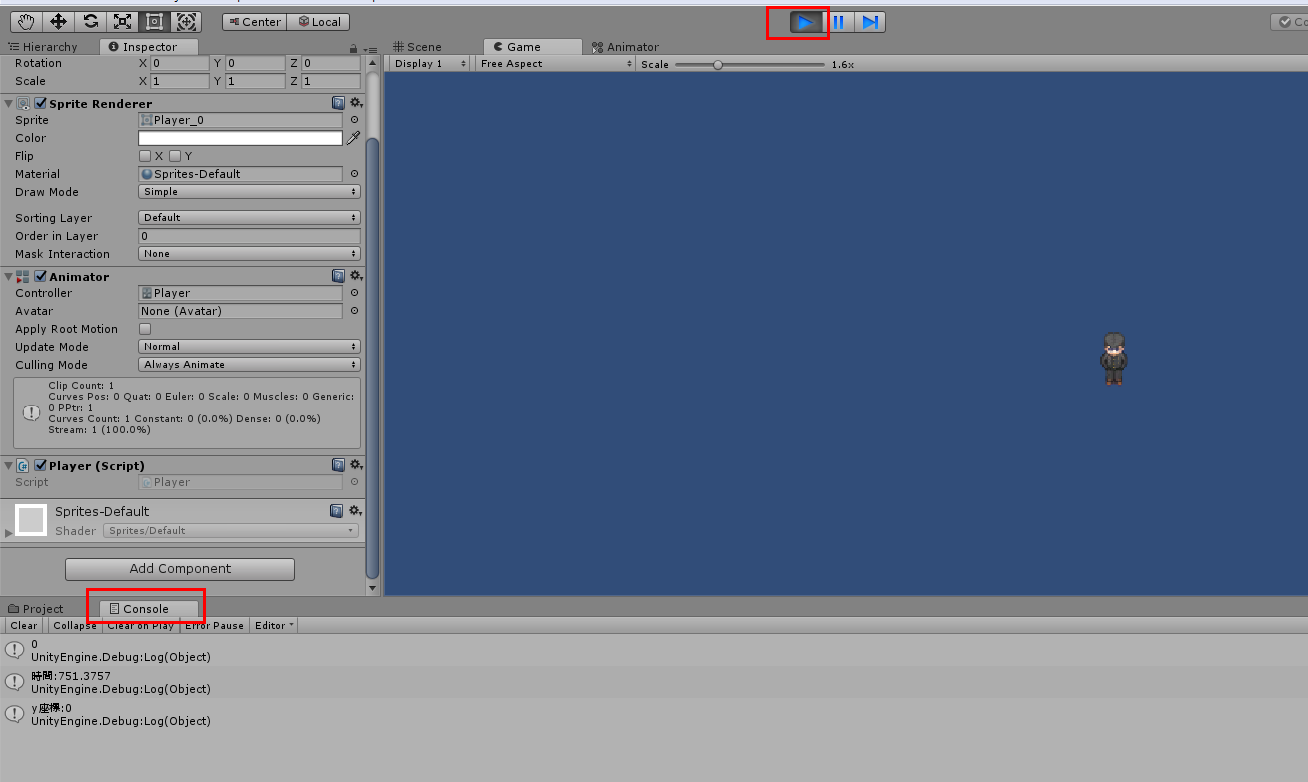 Center Local
Co
Hierarchy Inspector
Scene Game Animator
Display 1 Free Aspect Scale 1.6x
Rotation X 0 Y 0 Z 0
Scale X 1 Y 1 Z 1
Sprite Renderer
Sprite Player_0
Color
Flip X Y
Material Sprites-Default
Draw Mode Simple
Sorting Layer Default
Order in Layer 0
Mask Interaction None
Animator
Controller Player
Avatar None (Avatar)
Apply Root Motion
Update Mode Normal
Culling Mode Always Animate
Clip Count: 1
Curves Pos: 0 Quat: 0 Euler: 0 Scale: 0 Muscles: 0 Generic:
0 PPtr: 1
Curves Count: 1 Constant: 0 (0.0%) Dense: 0 (0.0%)
Stream: 1 (100.0%)
Player (Script)
Script Player
Sprites-Default
Shader Sprites/Default
Add Component
Project Console
Clear Collapse Clear on Play Error Pause Editor
0
UnityEngine.Debug:Log(Object)
時間:751.3757
UnityEngine.Debug:Log(Object)
y座標:0
UnityEngine.Debug:Log(Object)